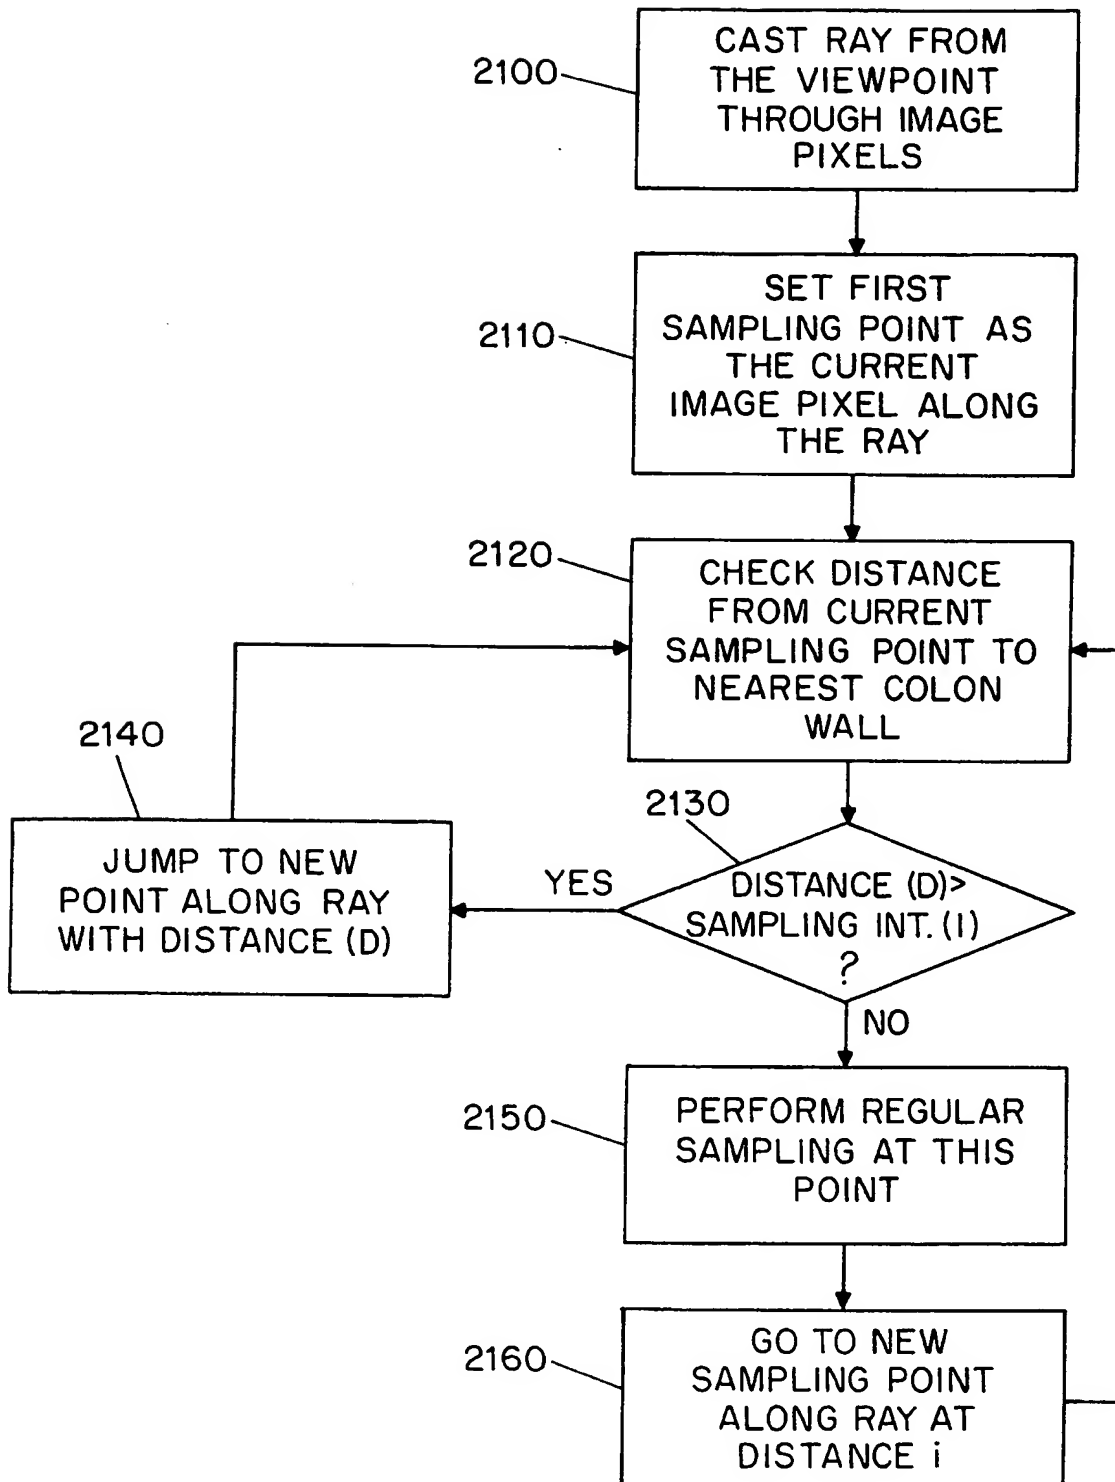 2100
CAST RAY FROM
THE VIEWPOINT
THROUGH IMAGE
PIXELS
2110
SET FIRST
SAMPLING POINT AS
THE CURRENT
IMAGE PIXEL ALONG
THE RAY
2120
CHECK DISTANCE
FROM CURRENT
SAMPLING POINT TO
NEAREST COLON
WALL
2130
DISTANCE (D)>
SAMPLING INT. (I)
?
YES
2140
JUMP TO NEW
POINT ALONG RAY
WITH DISTANCE (D)
NO
2150
PERFORM REGULAR
SAMPLING AT THIS
POINT
2160
GO TO NEW
SAMPLING POINT
ALONG RAY AT
DISTANCE i